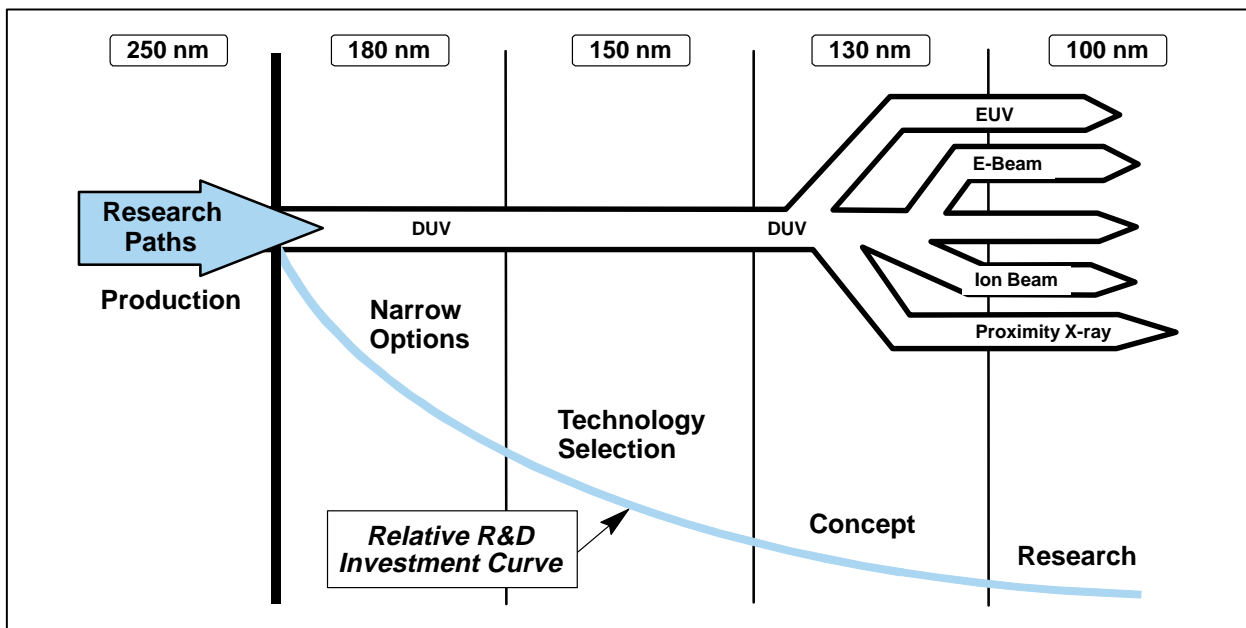 250 nm
180 nm
150 nm
130 nm
100 nm
EUV
E-Beam
Research
Paths
DUV
DUV
Ion Beam
Production
Narrow
Options
Proximity X-ray
Technology
Selection
Relative R&D
Investment Curve
Concept
Research